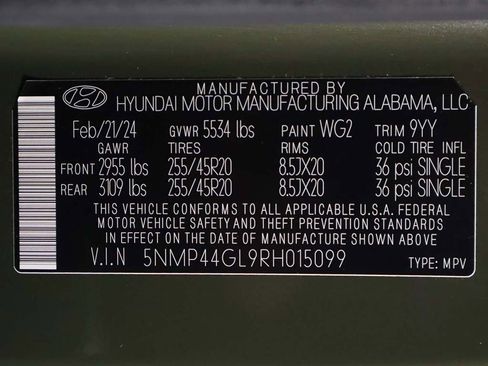 MANUFACTURED BY
HYUNDAI MOTOR MANUFACTURING ALABAMA, LLC
Feb/21/24 GVWR 5534 lbs PAINT WG2 TRIM 9YY
GAWR TIRES RIMS COLD TIRE INFL
FRONT 2955 lbs 255/45R20 8.5JX20 36 psi SINGLE
REAR 3109 lbs 255/45R20 8.5JX20 36 psi SINGLE
THIS VEHICLE CONFORMS TO ALL APPLICABLE U.S.A. FEDERAL
MOTOR VEHICLE SAFETY AND THEFT PREVENTION STANDARDS
IN EFFECT ON THE DATE OF MANUFACTURE SHOWN ABOVE
V.I.N 5NMP44GL9RH015099 TYPE: MPV